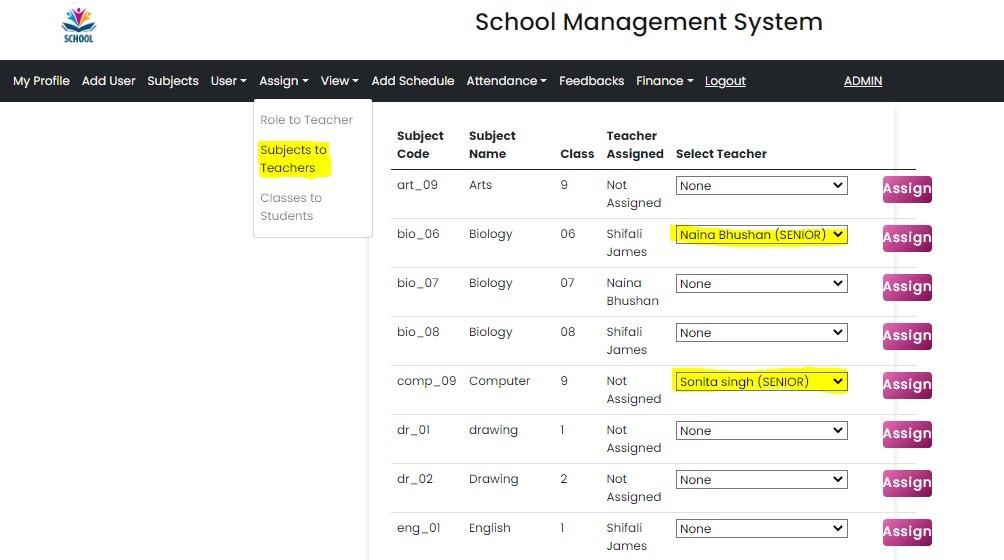 SCHOOL
School Management System
My Profile Add User Subjects User Assign View Add Schedule Attendance Feedbacks Finance Logout ADMIN
Role to Teacher
Subjects to
Teachers
Classes to
Students
Subject Code Subject Name Class Teacher Assigned Select Teacher
art_09 Arts 9 Not Assigned None Assign
bio_06 Biology 06 Shifali James Naina Bhushan (SENIOR) Assign
bio_07 Biology 07 Naina Bhushan None Assign
bio_08 Biology 08 Shifali James None Assign
comp_09 Computer 9 Not Assigned Sonita singh (SENIOR) Assign
dr_01 drawing 1 Not Assigned None Assign
dr_02 Drawing 2 Not Assigned None Assign
eng_01 English 1 Shifali James None Assign